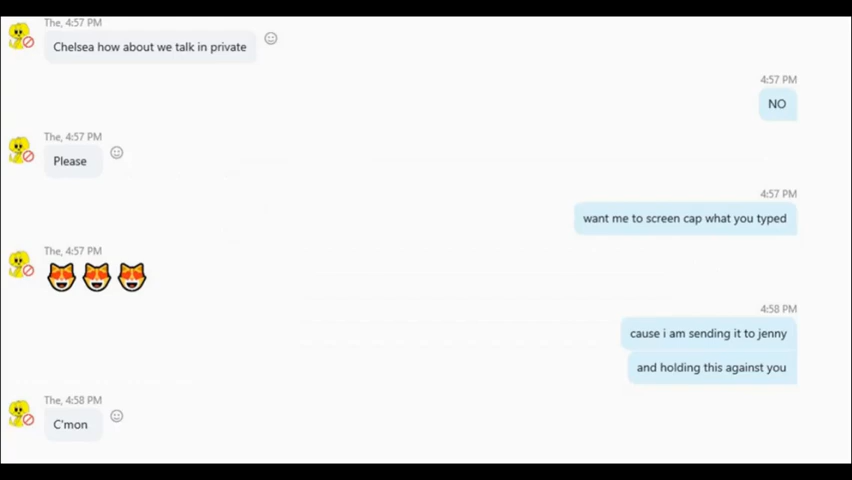 The, 4:57 PM
Chelsea how about we talk in private
4:57 PM
NO
The, 4:57 PM
Please
4:57 PM
want me to screen cap what you typed
The, 4:57 PM
😻😻😻
4:58 PM
cause i am sending it to jenny
and holding this against you
The, 4:58 PM
C'mon